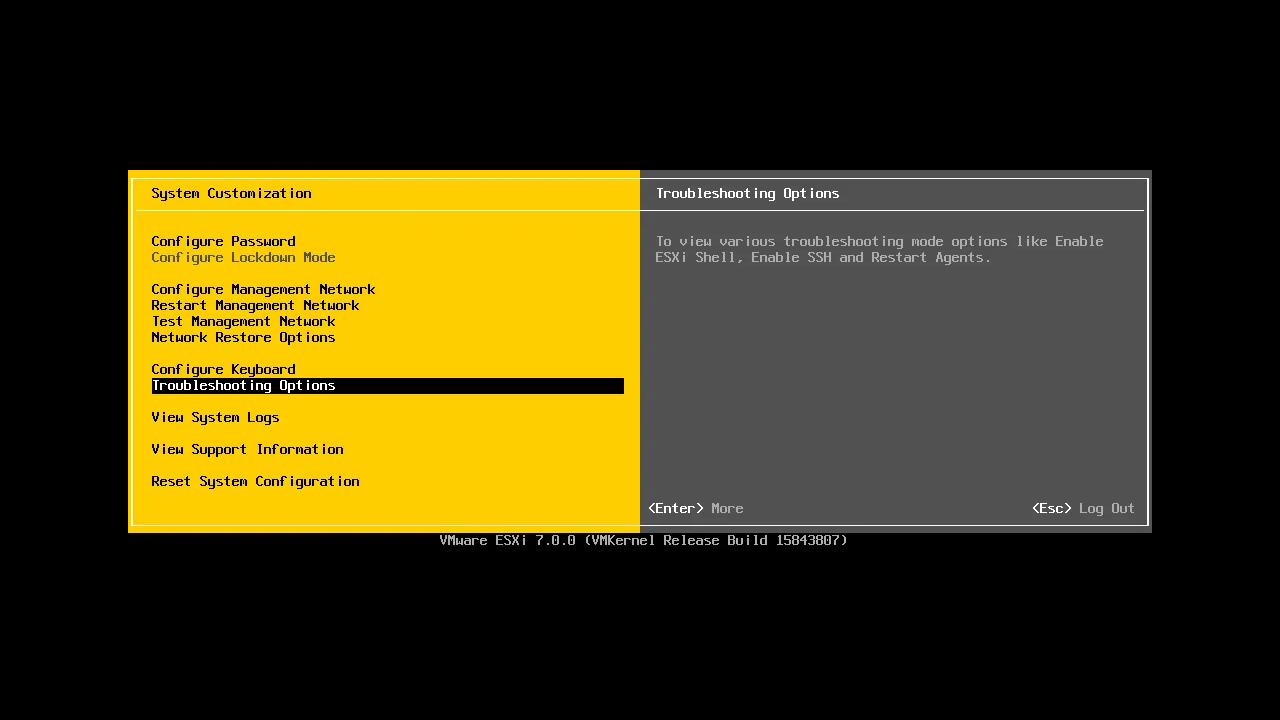 System Customization
Configure Password
Configure Lockdown Mode
Configure Management Network
Restart Management Network
Test Management Network
Network Restore Options
Configure Keyboard
Troubleshooting Options
View System Logs
View Support Information
Reset System Configuration
Troubleshooting Options
To view various troubleshooting mode options like Enable
ESXi Shell, Enable SSH and Restart Agents.
<Enter> More
<Esc> Log Out
VMware ESXi 7.0.0 (VMKernel Release Build 15843807)